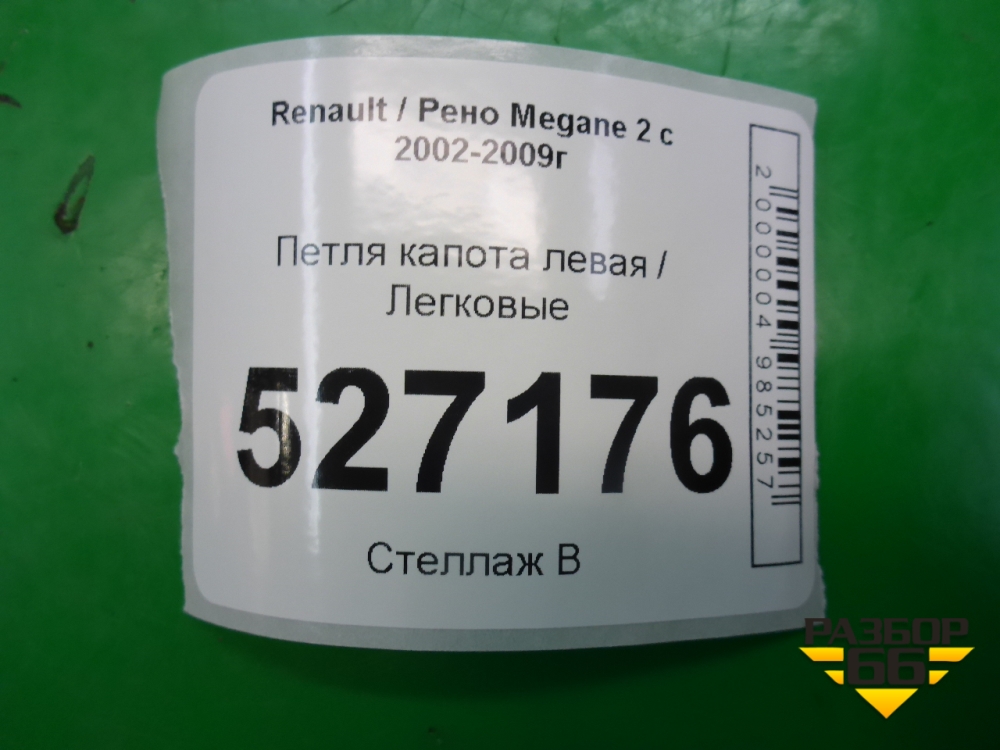 Renault / Рено Megane 2 с
2002-2009г
Петля капота левая /
Легковые
527176
Стеллаж В
2000004985257
РАЗБОР
66